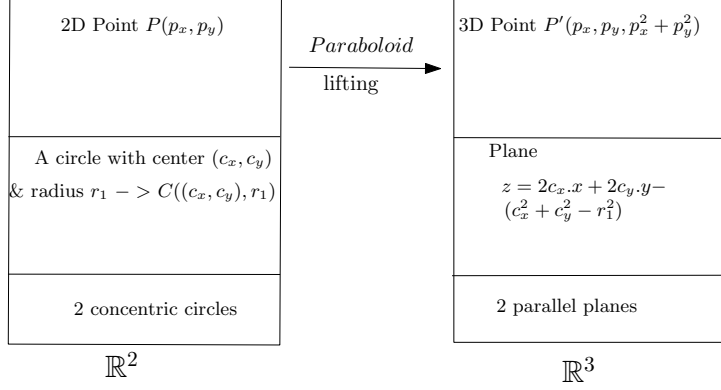 2D Point P(p_x, p_y)
Paraboloid
lifting
3D Point P′(p_x, p_y, p_x^2 + p_y^2)
A circle with center (c_x, c_y)
& radius r_1 − > C((c_x, c_y), r_1)
Plane
z = 2c_x.x + 2c_y.y−
(c_x^2 + c_y^2 − r_1^2)
2 concentric circles
2 parallel planes
ℝ^2
ℝ^3